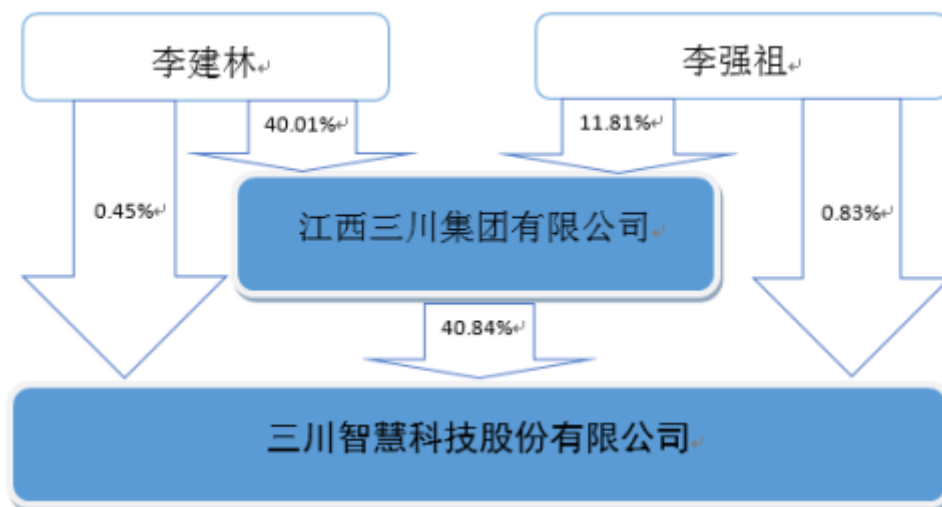 李建林
李强祖
40.01%
11.81%
0.45%
0.83%
江西三川集团有限公司
40.84%
三川智慧科技股份有限公司